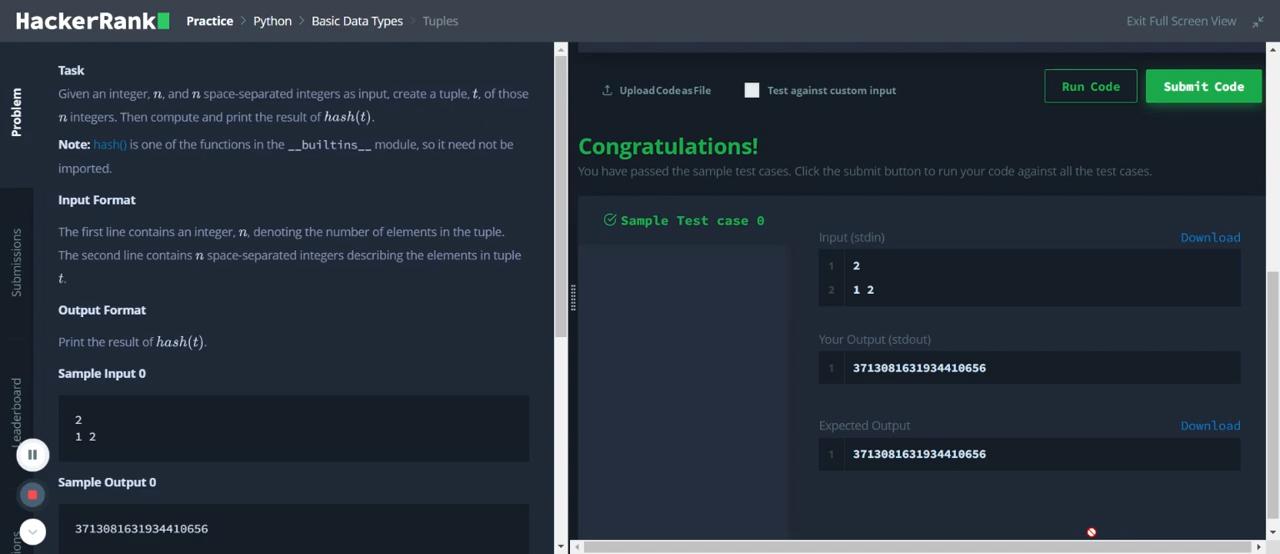 HackerRank
Practice > Python > Basic Data Types > Tuples
Exit Full Screen View
Problem
Submissions
Leaderboard
Task
Given an integer, n, and n space-separated integers as input, create a tuple, t, of those
n integers. Then compute and print the result of hash(t).
Note: hash() is one of the functions in the __builtins__ module, so it need not be
imported.
Input Format
The first line contains an integer, n, denoting the number of elements in the tuple.
The second line contains n space-separated integers describing the elements in tuple
t.
Output Format
Print the result of hash(t).
Sample Input 0
2
1 2
Sample Output 0
3713081631934410656
Upload Code as File
Test against custom input
Run Code
Submit Code
Congratulations!
You have passed the sample test cases. Click the submit button to run your code against all the test cases.
Sample Test case 0
Input (stdin)
Download
1 2
2 1 2
Your Output (stdout)
1 3713081631934410656
Expected Output
Download
1 3713081631934410656